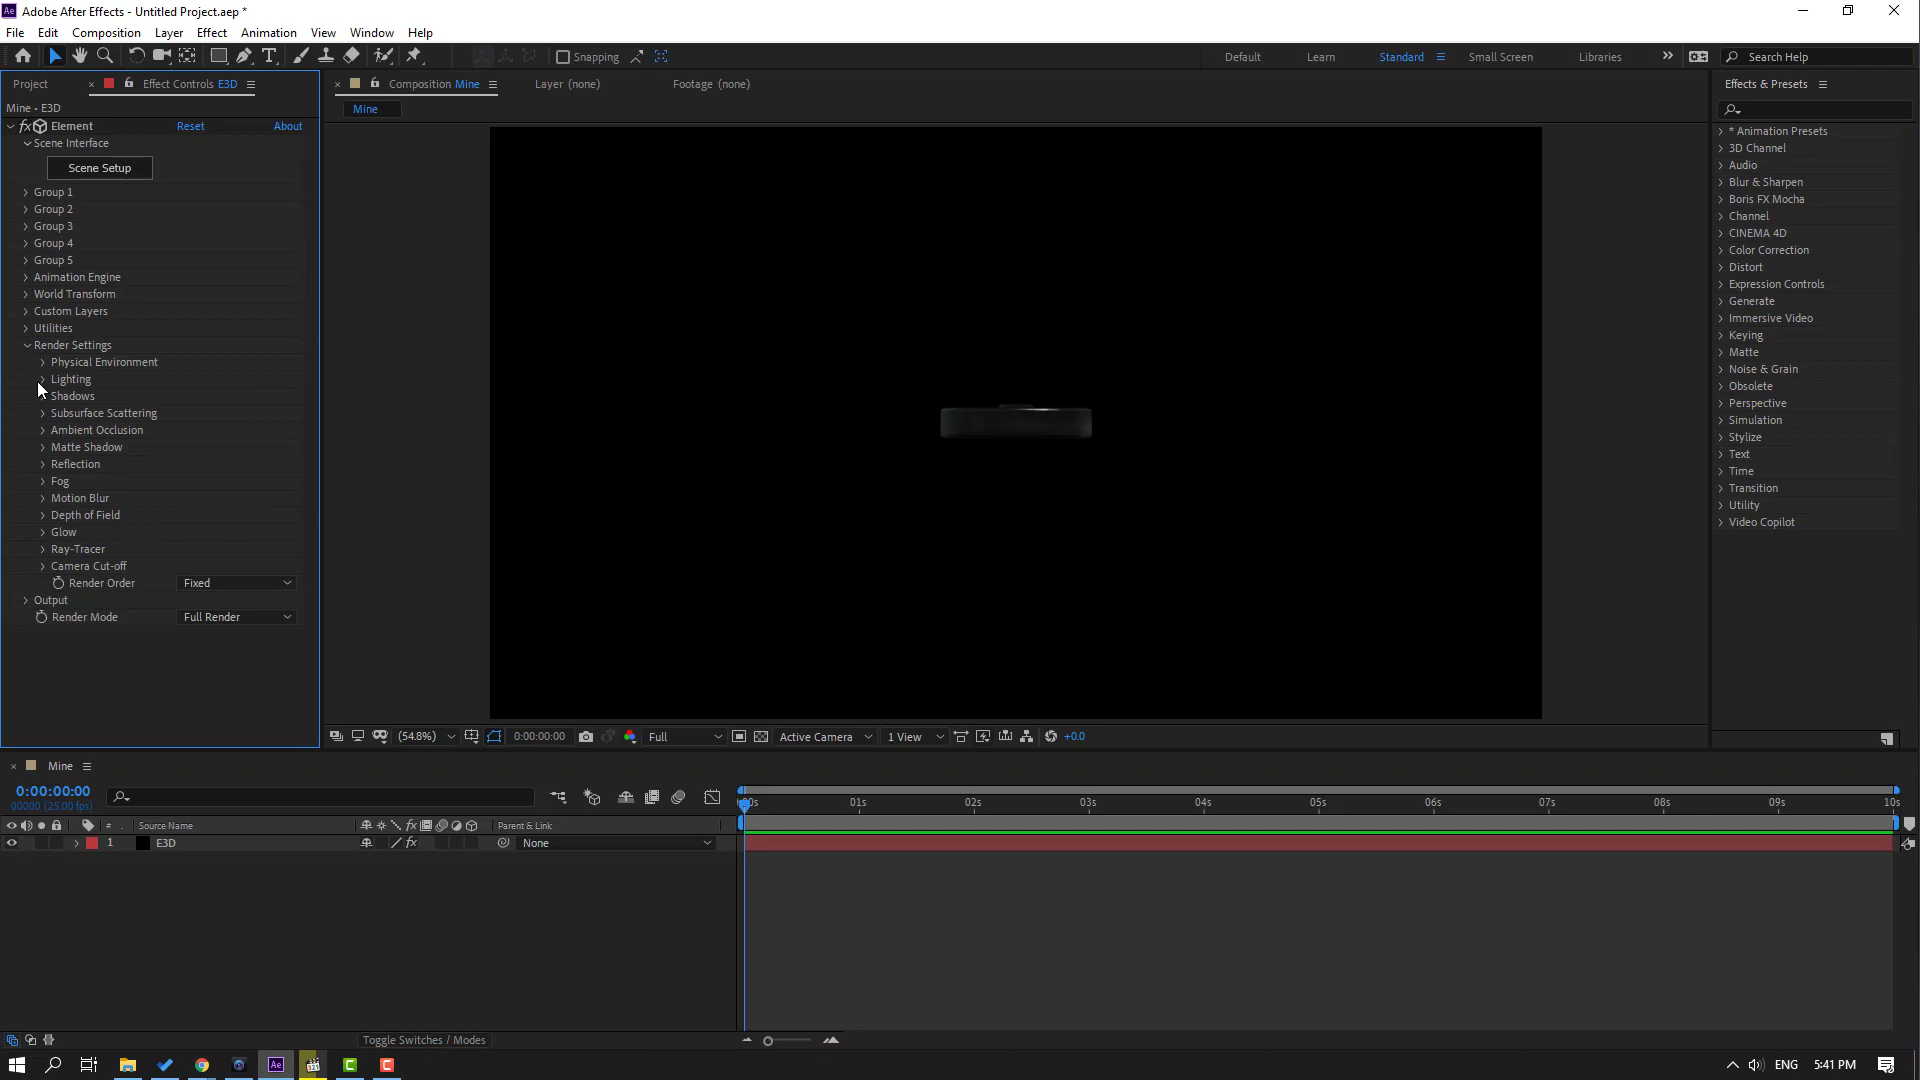 Adobe After Effects - Untitled Project.aep *
File Edit Composition Layer Effect Animation View Window Help
Snapping
Default Learn Standard Small Screen Libraries
Search Help
Project Effect Controls E3D
Composition Mine
Layer (none)
Footage (none)
Effects & Presets
Mine • E3D
Mine
Element Reset About
Scene Interface
Scene Setup
Group 1
Group 2
Group 3
Group 4
Group 5
Animation Engine
World Transform
Custom Layers
Utilities
Render Settings
Physical Environment
Lighting
Shadows
Subsurface Scattering
Ambient Occlusion
Matte Shadow
Reflection
Fog
Motion Blur
Depth of Field
Glow
Ray-Tracer
Camera Cut-off
Render Order Fixed
Output
Render Mode Full Render
* Animation Presets
3D Channel
Audio
Blur & Sharpen
Boris FX Mocha
Channel
CINEMA 4D
Color Correction
Distort
Expression Controls
Generate
Immersive Video
Keying
Matte
Noise & Grain
Obsolete
Perspective
Simulation
Stylize
Text
Time
Transition
Utility
Video Copilot
(54.8%) 0:00:00:00 Full Active Camera 1 View +0.0
Mine
0:00:00:00
00000 (25.00 fps)
:00s 01s 02s 03s 04s 05s 06s 07s 08s 09s 10s
# Source Name Parent & Link
1 E3D None
Toggle Switches / Modes
ENG 5:41 PM